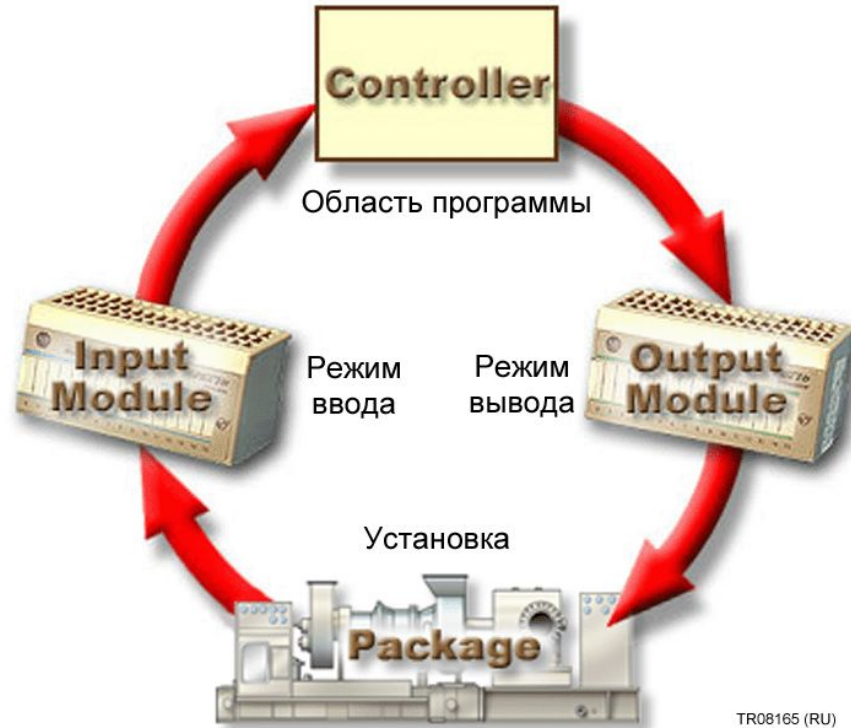 Controller
Область программы
Input
Module
Режим
ввода
Режим
вывода
Output
Module
Установка
Package
TR08165 (RU)